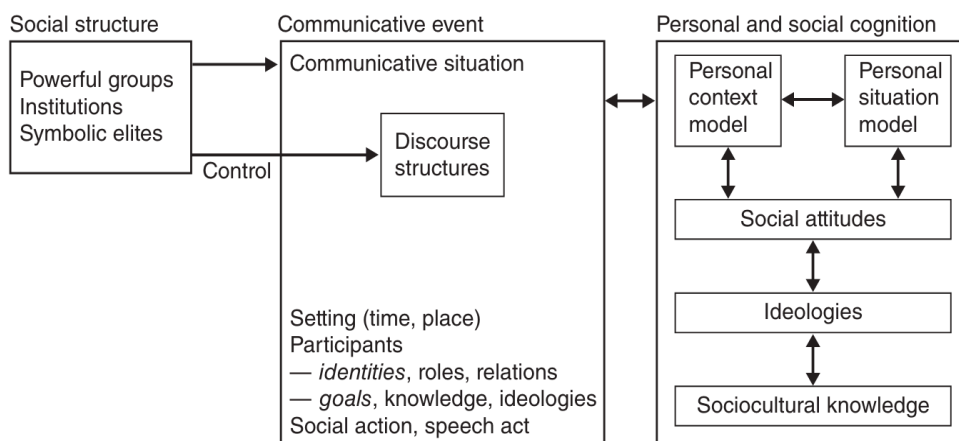 Social structure
Powerful groups
Institutions
Symbolic elites
Control
Communicative event
Communicative situation
Discourse
structures
Setting (time, place)
Participants
— identities, roles, relations
— goals, knowledge, ideologies
Social action, speech act
Personal and social cognition
Personal
context
model
Personal
situation
model
Social attitudes
Ideologies
Sociocultural knowledge